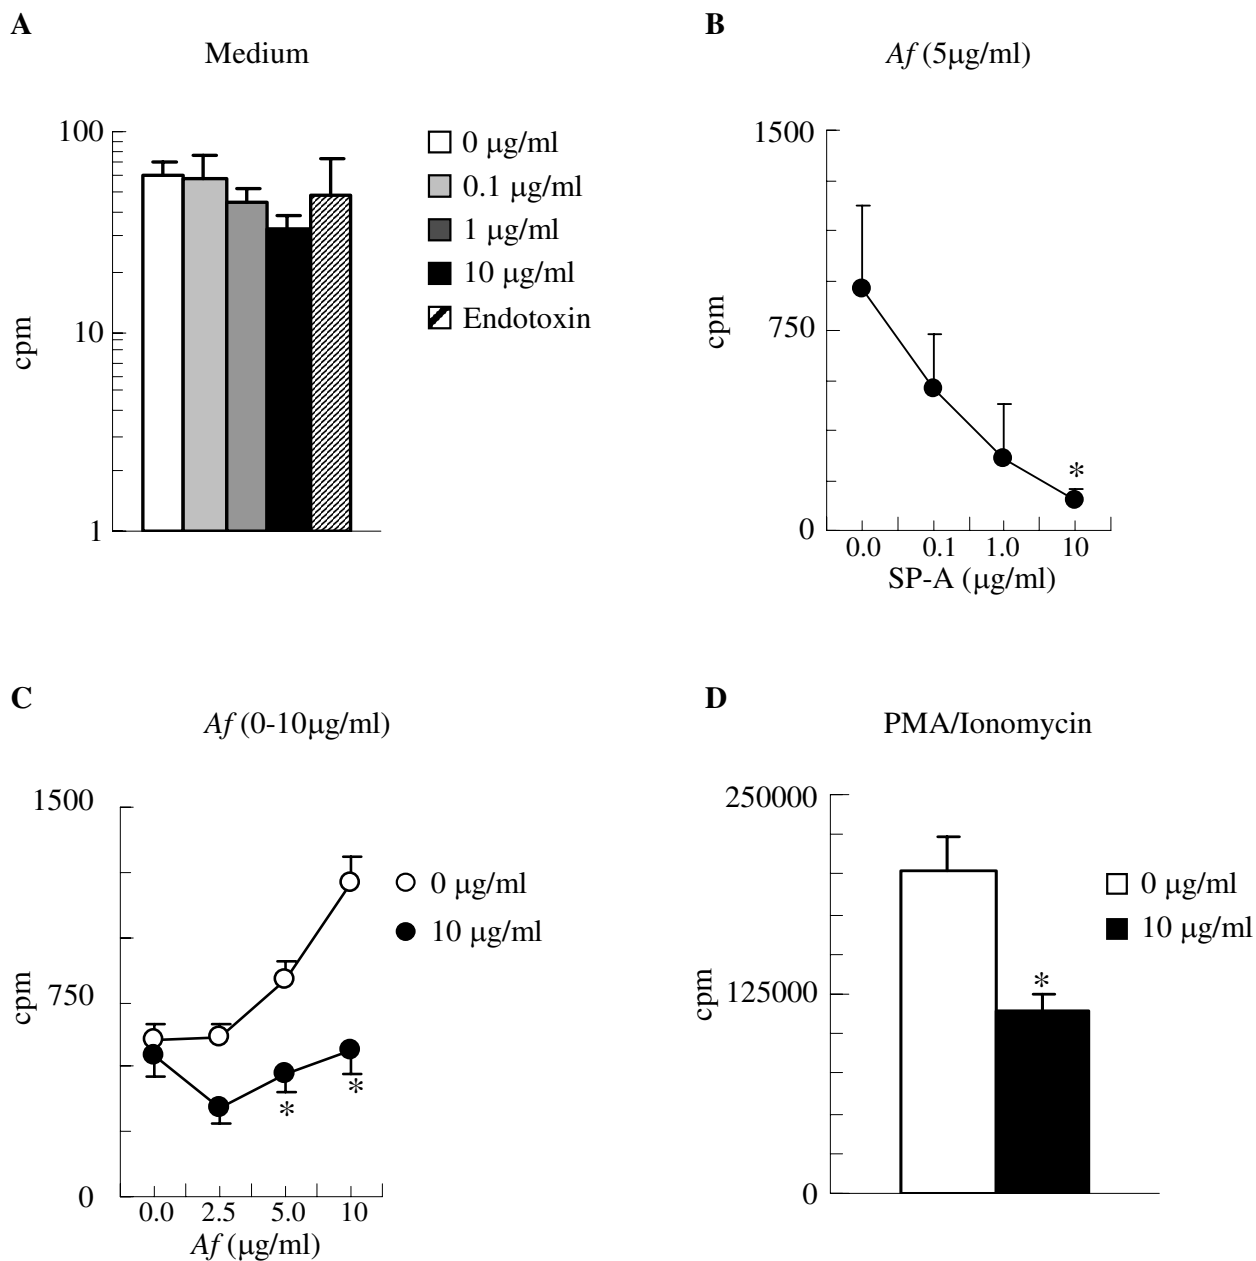 A
Medium
100
10
1
cpm
0 μg/ml
0.1 μg/ml
1 μg/ml
10 μg/ml
Endotoxin
B
Af (5μg/ml)
1500
750
0
cpm
*
0.0 0.1 1.0 10
SP-A (μg/ml)
C
Af (0-10μg/ml)
1500
750
0
cpm
0 μg/ml
10 μg/ml
* *
0.0 2.5 5.0 10
Af (μg/ml)
D
PMA/Ionomycin
250000
125000
0
cpm
*
0 μg/ml
10 μg/ml